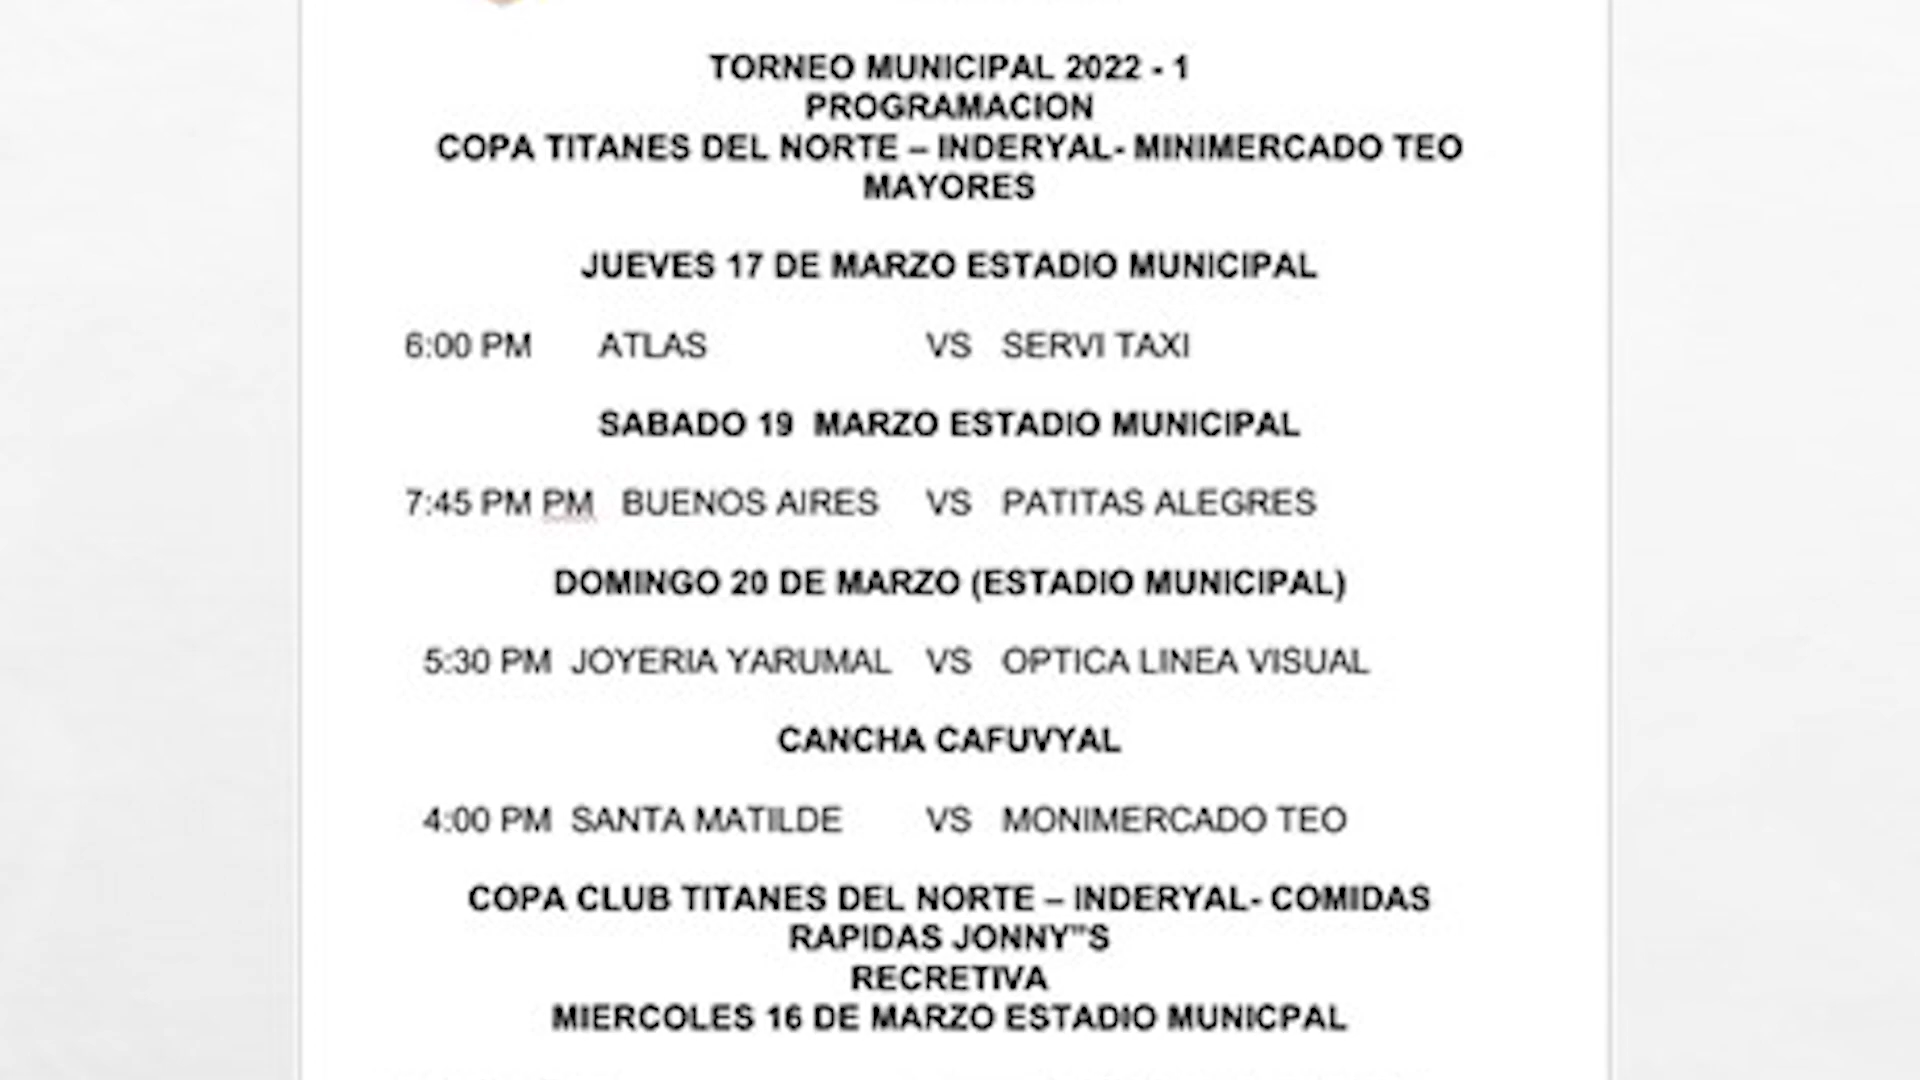 TORNEO MUNICIPAL 2022 - 1
PROGRAMACION
COPA TITANES DEL NORTE – INDERYAL- MINIMERCADO TEO
MAYORES
JUEVES 17 DE MARZO ESTADIO MUNICIPAL
6:00 PM ATLAS VS SERVI TAXI
SABADO 19 MARZO ESTADIO MUNICIPAL
7:45 PM PM BUENOS AIRES VS PATITAS ALEGRES
DOMINGO 20 DE MARZO (ESTADIO MUNICIPAL)
5:30 PM JOYERIA YARUMAL VS OPTICA LINEA VISUAL
CANCHA CAFUVYAL
4:00 PM SANTA MATILDE VS MONIMERCADO TEO
COPA CLUB TITANES DEL NORTE – INDERYAL- COMIDAS
RAPIDAS JONNY"S
RECRETIVA
MIERCOLES 16 DE MARZO ESTADIO MUNICPAL